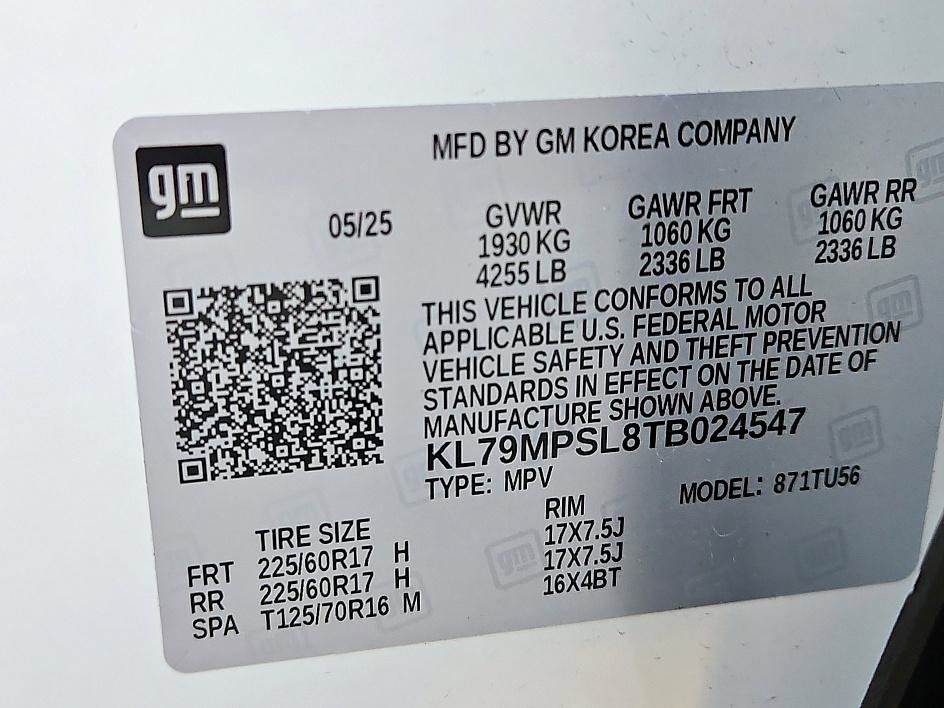 MFD BY GM KOREA COMPANY
gm
05/25
GVWR
1930 KG
4255 LB
GAWR FRT
1060 KG
2336 LB
GAWR RR
1060 KG
2336 LB
THIS VEHICLE CONFORMS TO ALL
APPLICABLE U.S. FEDERAL MOTOR
VEHICLE SAFETY AND THEFT PREVENTION
STANDARDS IN EFFECT ON THE DATE OF
MANUFACTURE SHOWN ABOVE.
KL79MPSL8TB024547
TYPE: MPV
MODEL: 871TU56
TIRE SIZE
RIM
FRT 225/60R17 H 17X7.5J
RR 225/60R17 H 17X7.5J
SPA T125/70R16 M 16X4BT